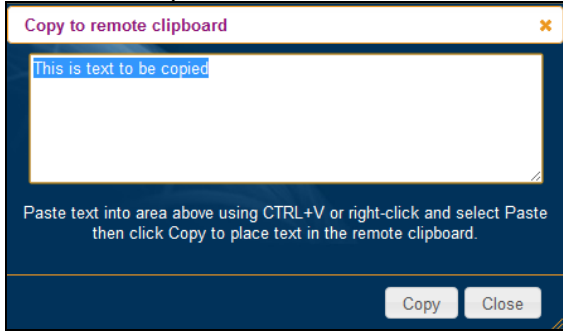 Copy to remote clipboard
This is text to be copied
Paste text into area above using CTRL+V or right-click and select Paste
then click Copy to place text in the remote clipboard.
Copy Close